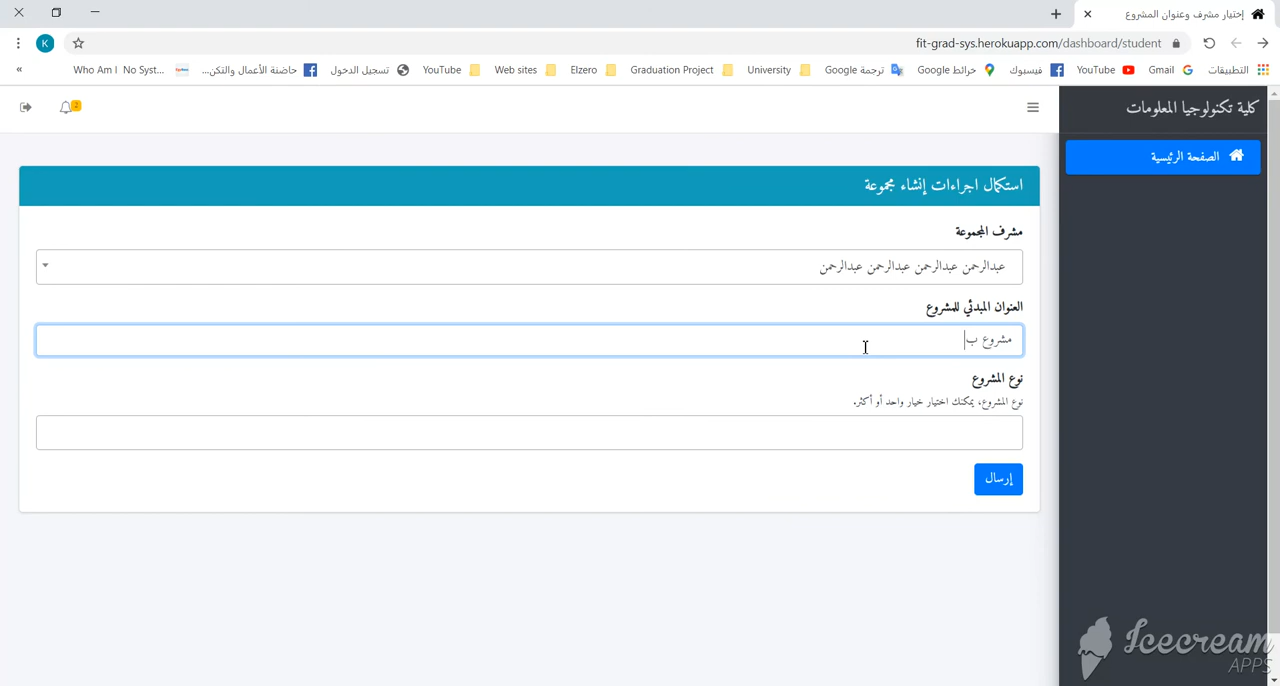 إختيار مشرف وعنوان المشروع
fit-grad-sys.herokuapp.com/dashboard/student
K
التطبيقات Gmail YouTube فيسبوك خرائط Google ترجمة Google University Graduation Project Elzero Web sites YouTube تسجيل الدخول حاضنة الأعمال والتكن... Who Am I No Syst... »
كلية تكنولوجيا المعلومات
2
الصفحة الرئيسية
استكمال اجراءات إنشاء مجموعة
مشرف المجموعة
عبدالرحمن عبدالرحمن عبدالرحمن عبدالرحمن
العنوان المبدئي للمشروع
مشروع ب
نوع المشروع
نوع المشروع، يمكنك اختيار خيار واحد أو أكثر.
إرسال
Icecream
APPS